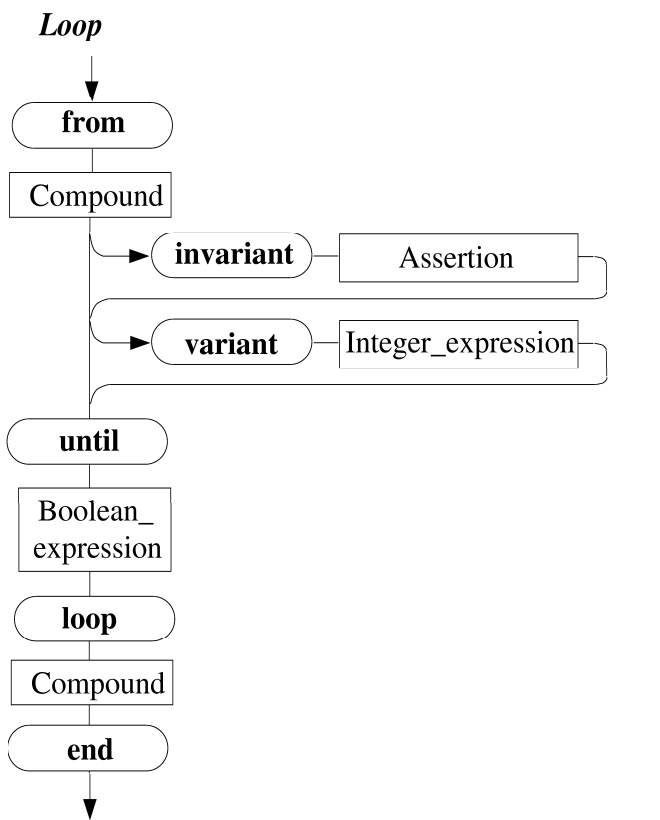 Loop
from
Compound
invariant
Assertion
variant
Integer_expression
until
Boolean_
expression
loop
Compound
end